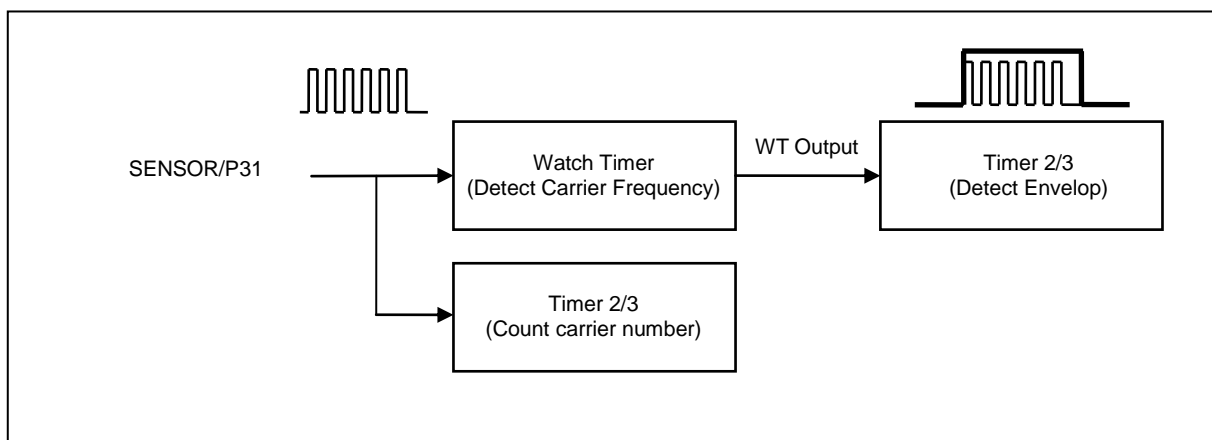 SENSOR/P31
Watch Timer
(Detect Carrier Frequency)
WT Output
Timer 2/3
(Detect Envelop)
Timer 2/3
(Count carrier number)